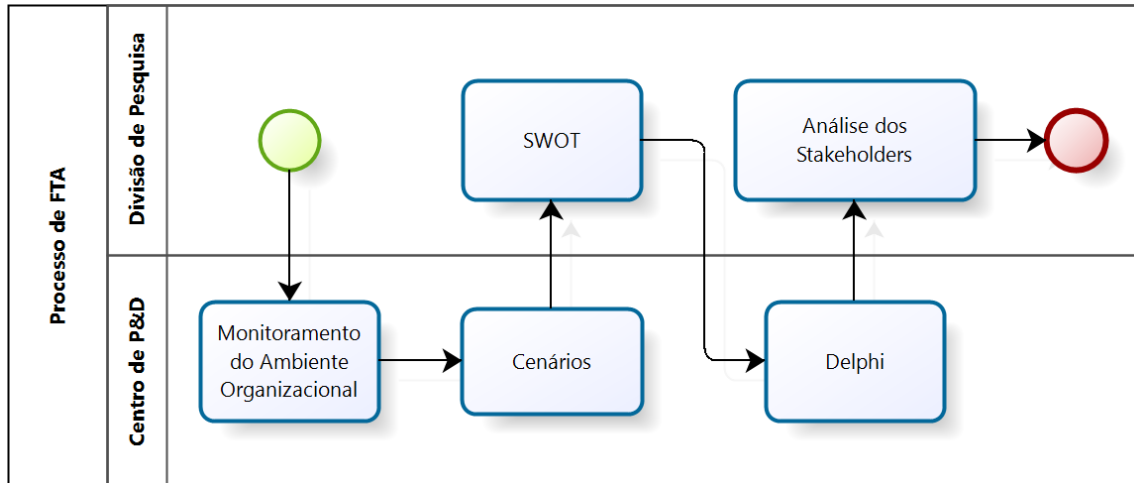 Processo de FTA
Divisão de Pesquisa
SWOT
Análise dos
Stakeholders
Centro de P&D
Monitoramento
do Ambiente
Organizacional
Cenários
Delphi